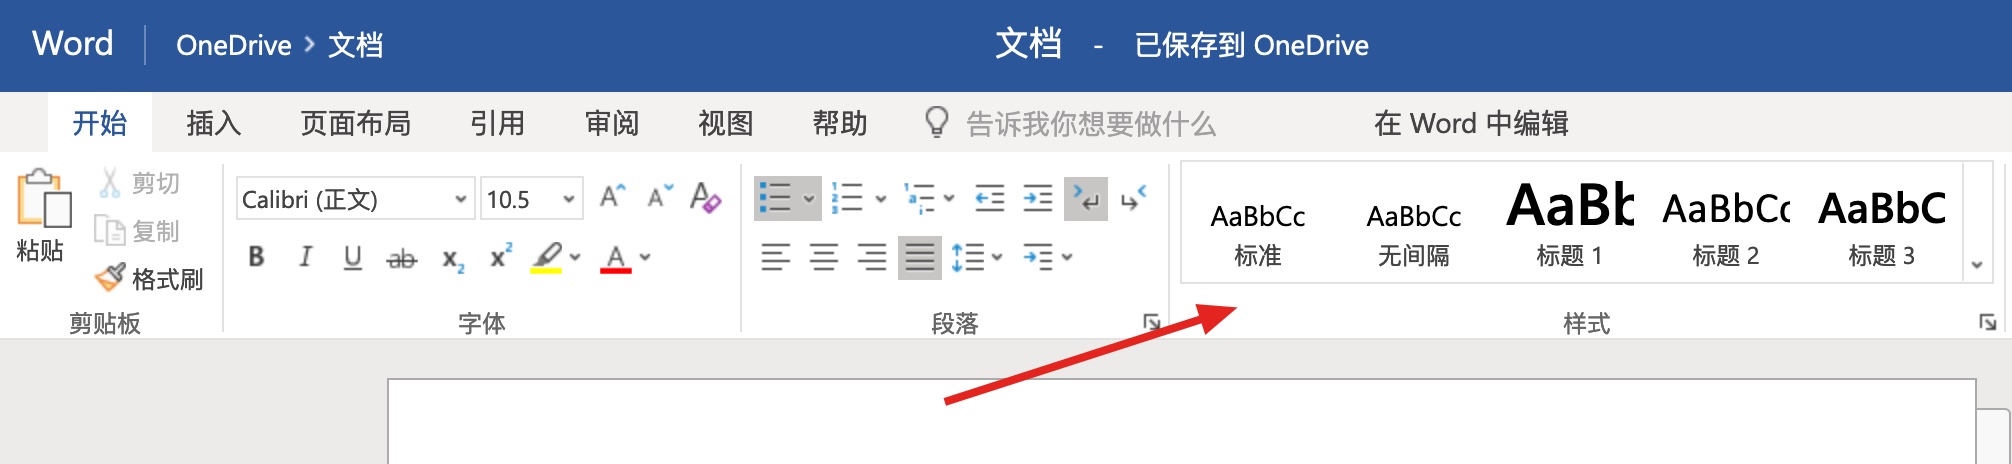 Word OneDrive > 文档 文档 - 已保存到 OneDrive
开始 插入 页面布局 引用 审阅 视图 帮助 告诉我你想要做什么 在 Word 中编辑
剪切
复制
粘贴
格式刷
剪贴板
Calibri (正文) 10.5
B I U ab x₂ x² A
字体
段落
AaBbCc AaBbCc AaBb AaBbCc AaBbC
标准 无间隔 标题 1 标题 2 标题 3
样式